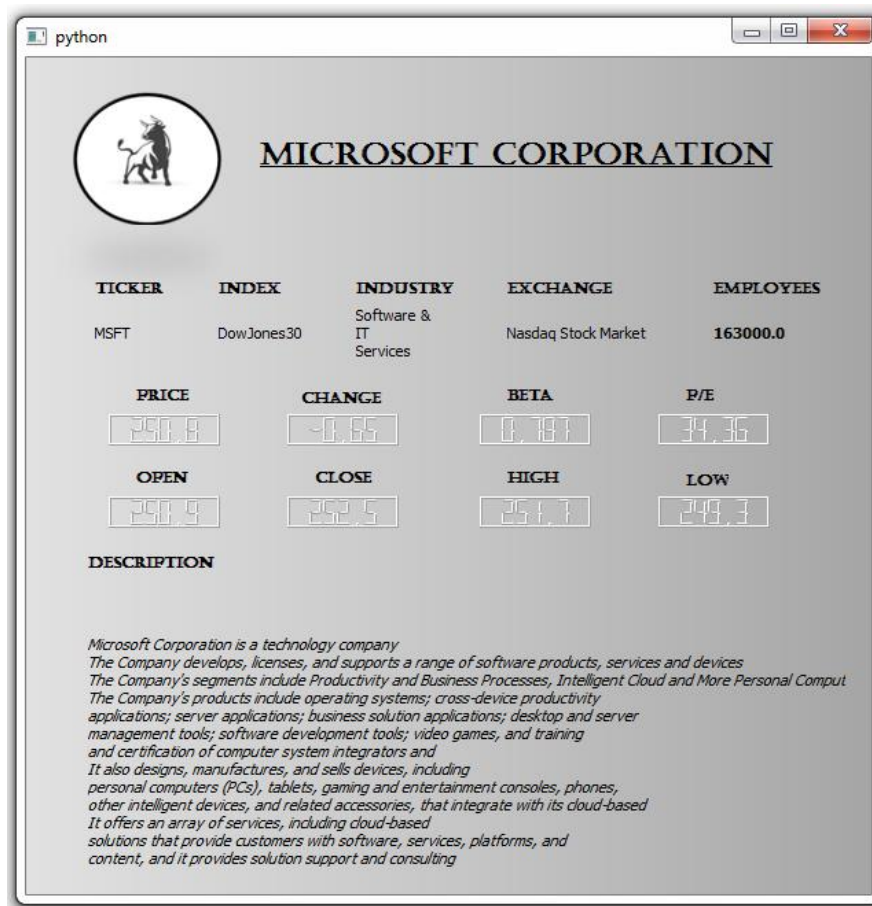 python
MICROSOFT CORPORATION
TICKER INDEX INDUSTRY EXCHANGE EMPLOYEES
MSFT DowJones30 Software & IT Services Nasdaq Stock Market 163000.0
PRICE CHANGE BETA P/E
250.8 -0.65 0.787 34.36
OPEN CLOSE HIGH LOW
250.9 252.5 251.7 249.3
DESCRIPTION
Microsoft Corporation is a technology company
The Company develops, licenses, and supports a range of software products, services and devices
The Company's segments include Productivity and Business Processes, Intelligent Cloud and More Personal Comput
The Company's products include operating systems; cross-device productivity
applications; server applications; business solution applications; desktop and server
management tools; software development tools; video games, and training
and certification of computer system integrators and
It also designs, manufactures, and sells devices, including
personal computers (PCs), tablets, gaming and entertainment consoles, phones,
other intelligent devices, and related accessories, that integrate with its cloud-based
It offers an array of services, including cloud-based
solutions that provide customers with software, services, platforms, and
content, and it provides solution support and consulting